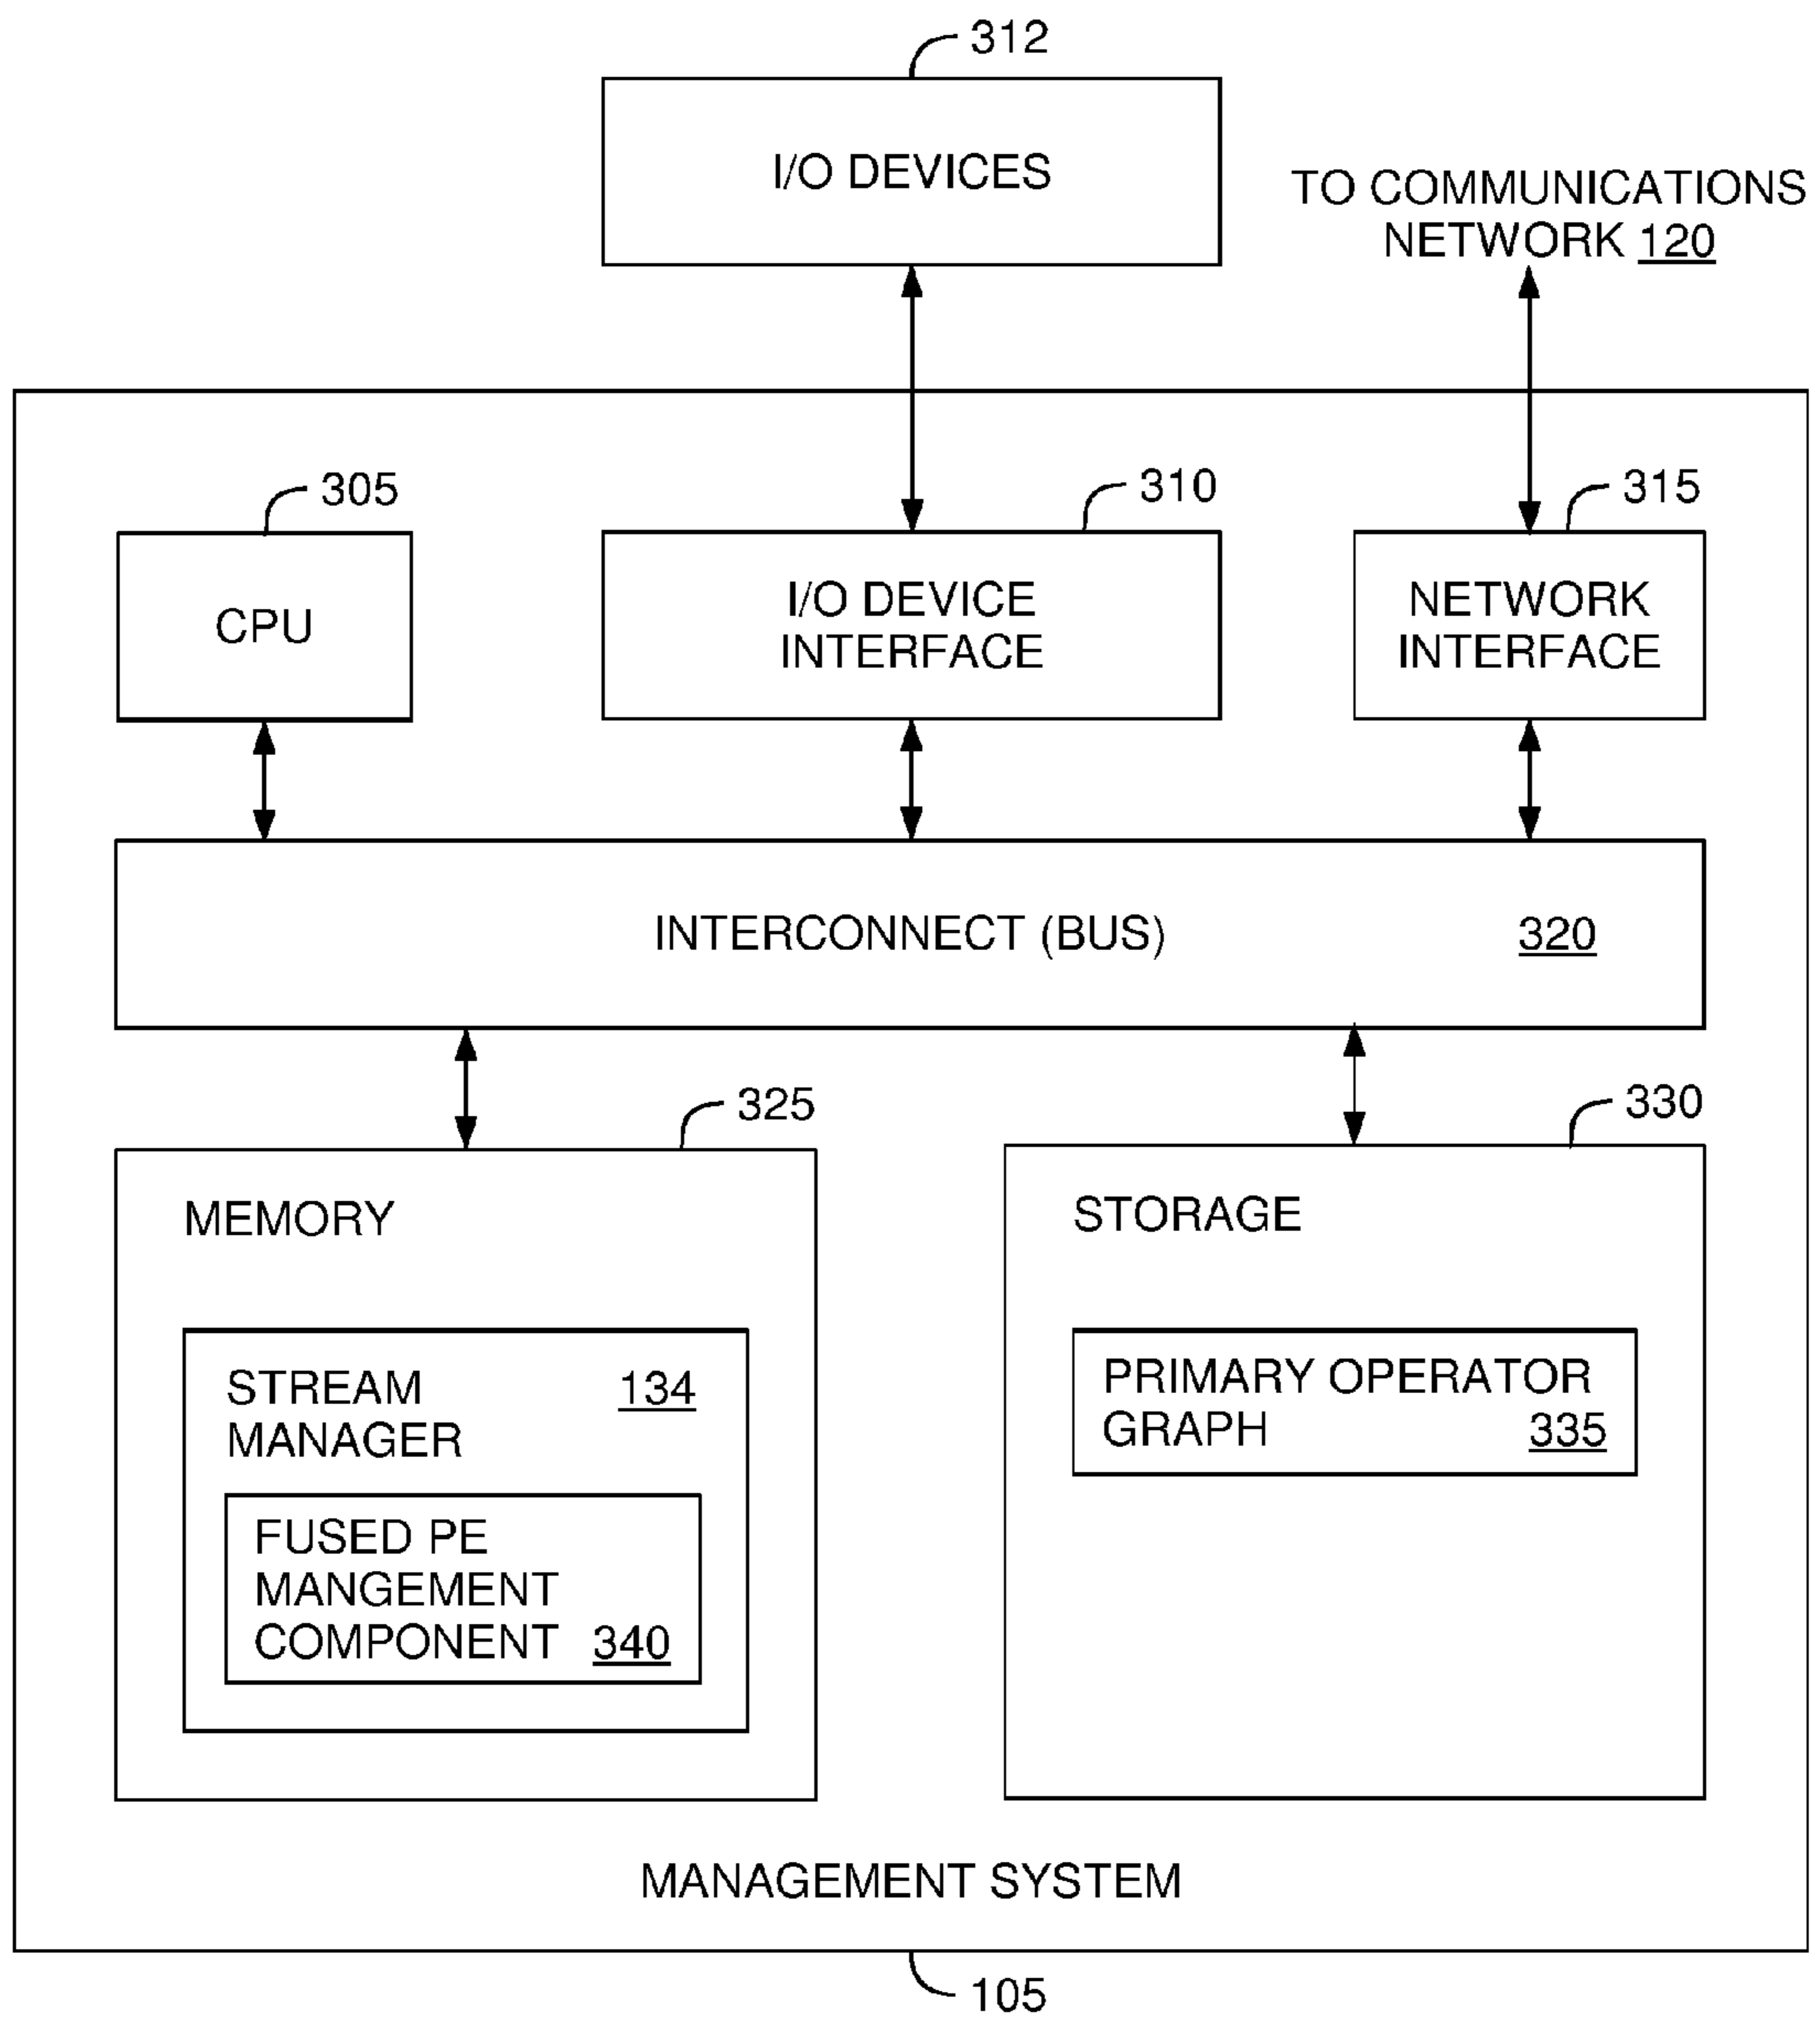 312
I/O DEVICES
TO COMMUNICATIONS
NETWORK 120
305
310
315
CPU
I/O DEVICE
INTERFACE
NETWORK
INTERFACE
INTERCONNECT (BUS) 320
325
330
MEMORY
STORAGE
STREAM 134
MANAGER
FUSED PE
MANGEMENT
COMPONENT 340
PRIMARY OPERATOR
GRAPH 335
MANAGEMENT SYSTEM
105